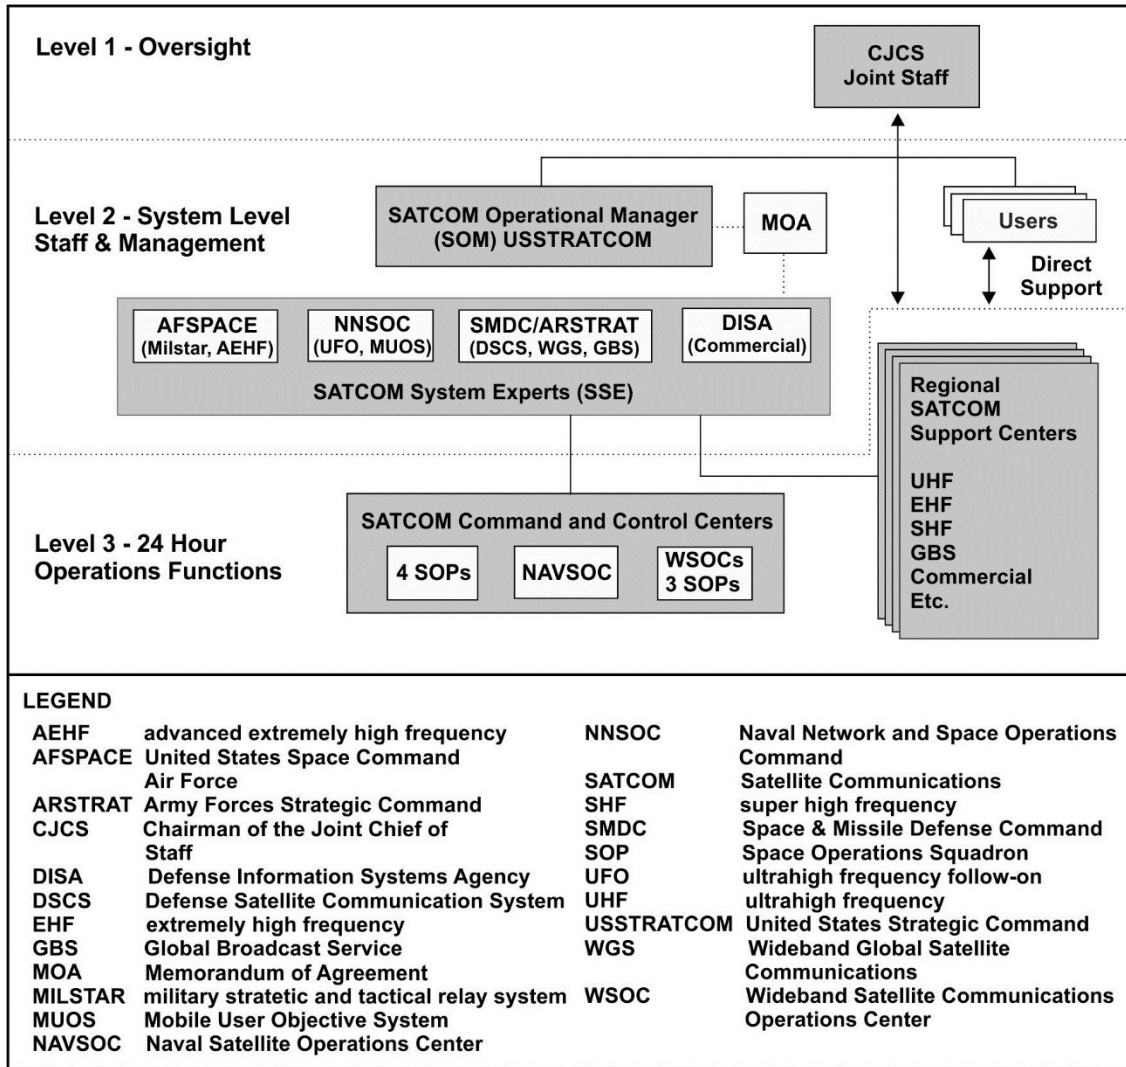 Level 1 - Oversight
CJCS
Joint Staff
Level 2 - System Level
Staff & Management
SATCOM Operational Manager
(SOM) USSTRATCOM
MOA
Users
Direct
Support
AFSPACE
(Milstar, AEHF)
NNSOC
(UFO, MUOS)
SMDC/ARSTRAT
(DSCS, WGS, GBS)
DISA
(Commercial)
SATCOM System Experts (SSE)
Regional
SATCOM
Support Centers
UHF
EHF
SHF
GBS
Commercial
Etc.
Level 3 - 24 Hour
Operations Functions
SATCOM Command and Control Centers
4 SOPs
NAVSOC
WSOCs
3 SOPs
LEGEND
AEHF advanced extremely high frequency
AFSPACE United States Space Command
Air Force
ARSTRAT Army Forces Strategic Command
CJCS Chairman of the Joint Chief of
Staff
DISA Defense Information Systems Agency
DSCS Defense Satellite Communication System
EHF extremely high frequency
GBS Global Broadcast Service
MOA Memorandum of Agreement
MILSTAR military stratetic and tactical relay system
MUOS Mobile User Objective System
NAVSOC Naval Satellite Operations Center
NNSOC Naval Network and Space Operations
Command
SATCOM Satellite Communications
SHF super high frequency
SMDC Space & Missile Defense Command
SOP Space Operations Squadron
UFO ultrahigh frequency follow-on
UHF ultrahigh frequency
USSTRATCOM United States Strategic Command
WGS Wideband Global Satellite
Communications
WSOC Wideband Satellite Communications
Operations Center